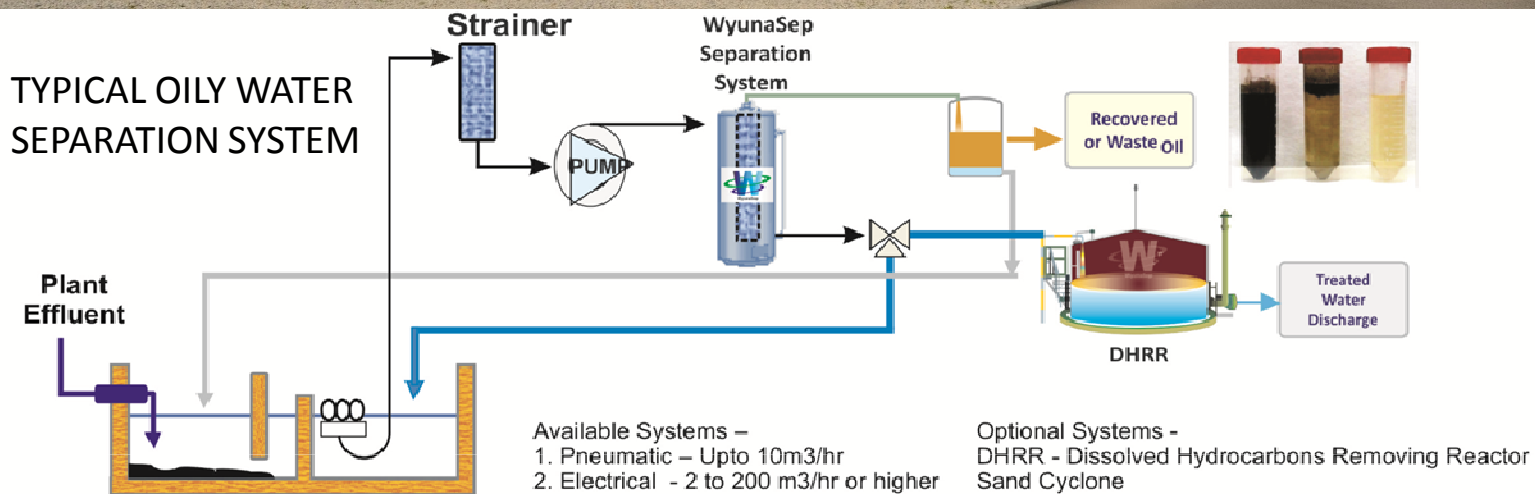 TYPICAL OILY WATER
SEPARATION SYSTEM
Strainer
WyunaSep
Separation
System
PUMP
W
Recovered
or Waste Oil
W
Plant
Effluent
DHRR
Treated
Water
Discharge
Available Systems –
1. Pneumatic – Upto 10m3/hr
2. Electrical - 2 to 200 m3/hr or higher
Optional Systems -
DHRR - Dissolved Hydrocarbons Removing Reactor
Sand Cyclone